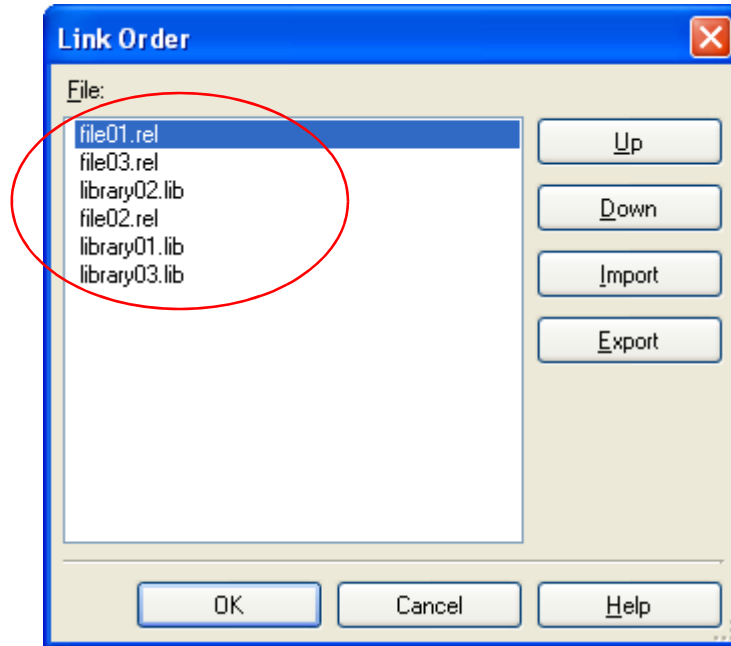 Link Order
File:
file01.rel
file03.rel
library02.lib
file02.rel
library01.lib
library03.lib
Up
Down
Import
Export
OK Cancel Help